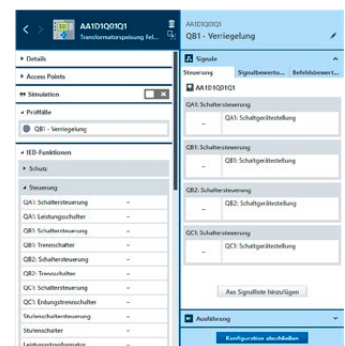 AA1D1Q01Q1
Transformatorspeisung Fel...
Details
Access Points
Simulation
Prüffälle
QB1 - Verriegelung
IED-Funktionen
Schutz
Steuerung
QA1: Schaltersteuerung -
QA1: Leistungsschalter -
QB1: Schaltersteuerung -
QB1: Trennschalter -
QB2: Schaltersteuerung -
QB2: Trennschalter -
QC1: Schaltersteuerung -
QC1: Erdungstrennschalter -
Stufenschaltersteuerung -
Stufenschalter -
Leistungstransformator -
AA1D1Q01Q1
QB1 - Verriegelung
Signale
Steuerung Signalbewertu... Befehlsbewert...
AA1D1Q01Q1
QA1: Schaltersteuerung
- QA1: Schaltgerätestellung
QB1: Schaltersteuerung
- QB1: Schaltgerätestellung
QB2: Schaltersteuerung
- QB2: Schaltgerätestellung
QC1: Schaltersteuerung
- QC1: Schaltgerätestellung
Aus Signalliste hinzufügen
Ausführung
Konfiguration abschließen